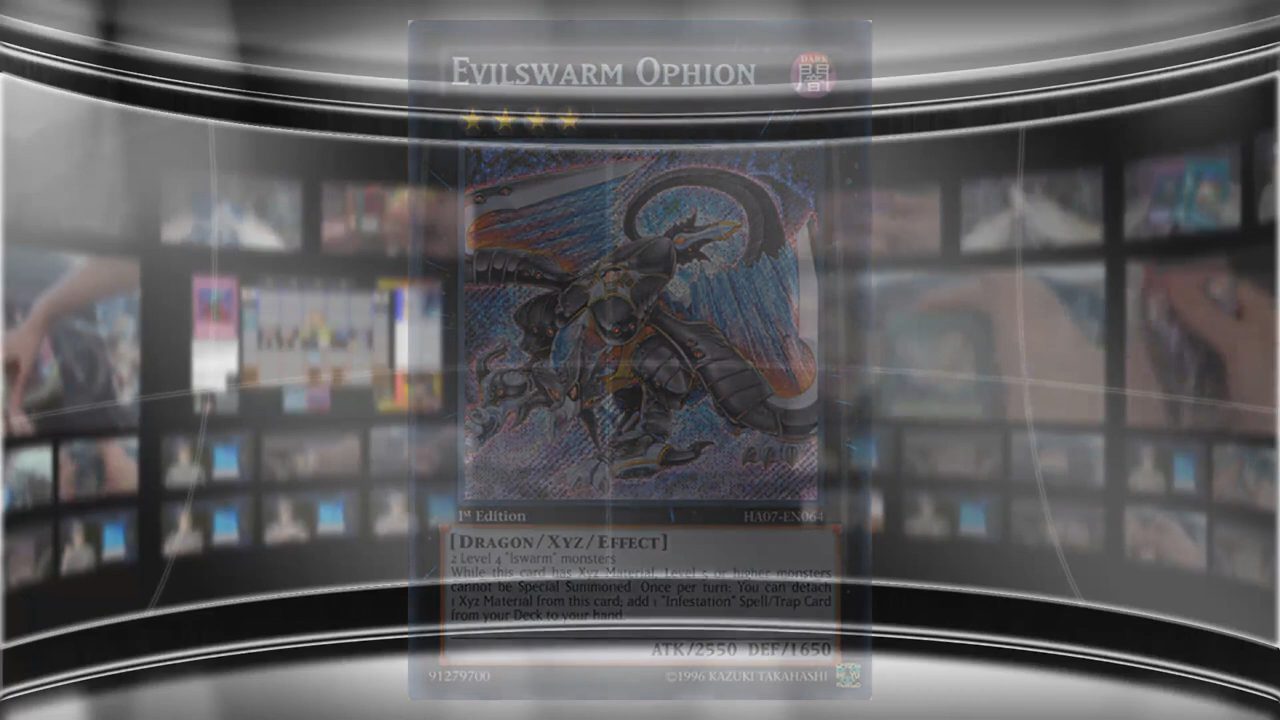 Evilswarm Ophion
DARK
闇
1st Edition
HA07-EN064
[Dragon/Xyz/Effect]
2 Level 4 "lswarm" monsters
While this card has Xyz Material, Level 5 or higher monsters
cannot be Special Summoned. Once per turn: You can detach
1 Xyz Material from this card; add 1 "Infestation" Spell/Trap Card
from your Deck to your hand.
ATK/2550 DEF/1650
91279700
©1996 KAZUKI TAKAHASHI